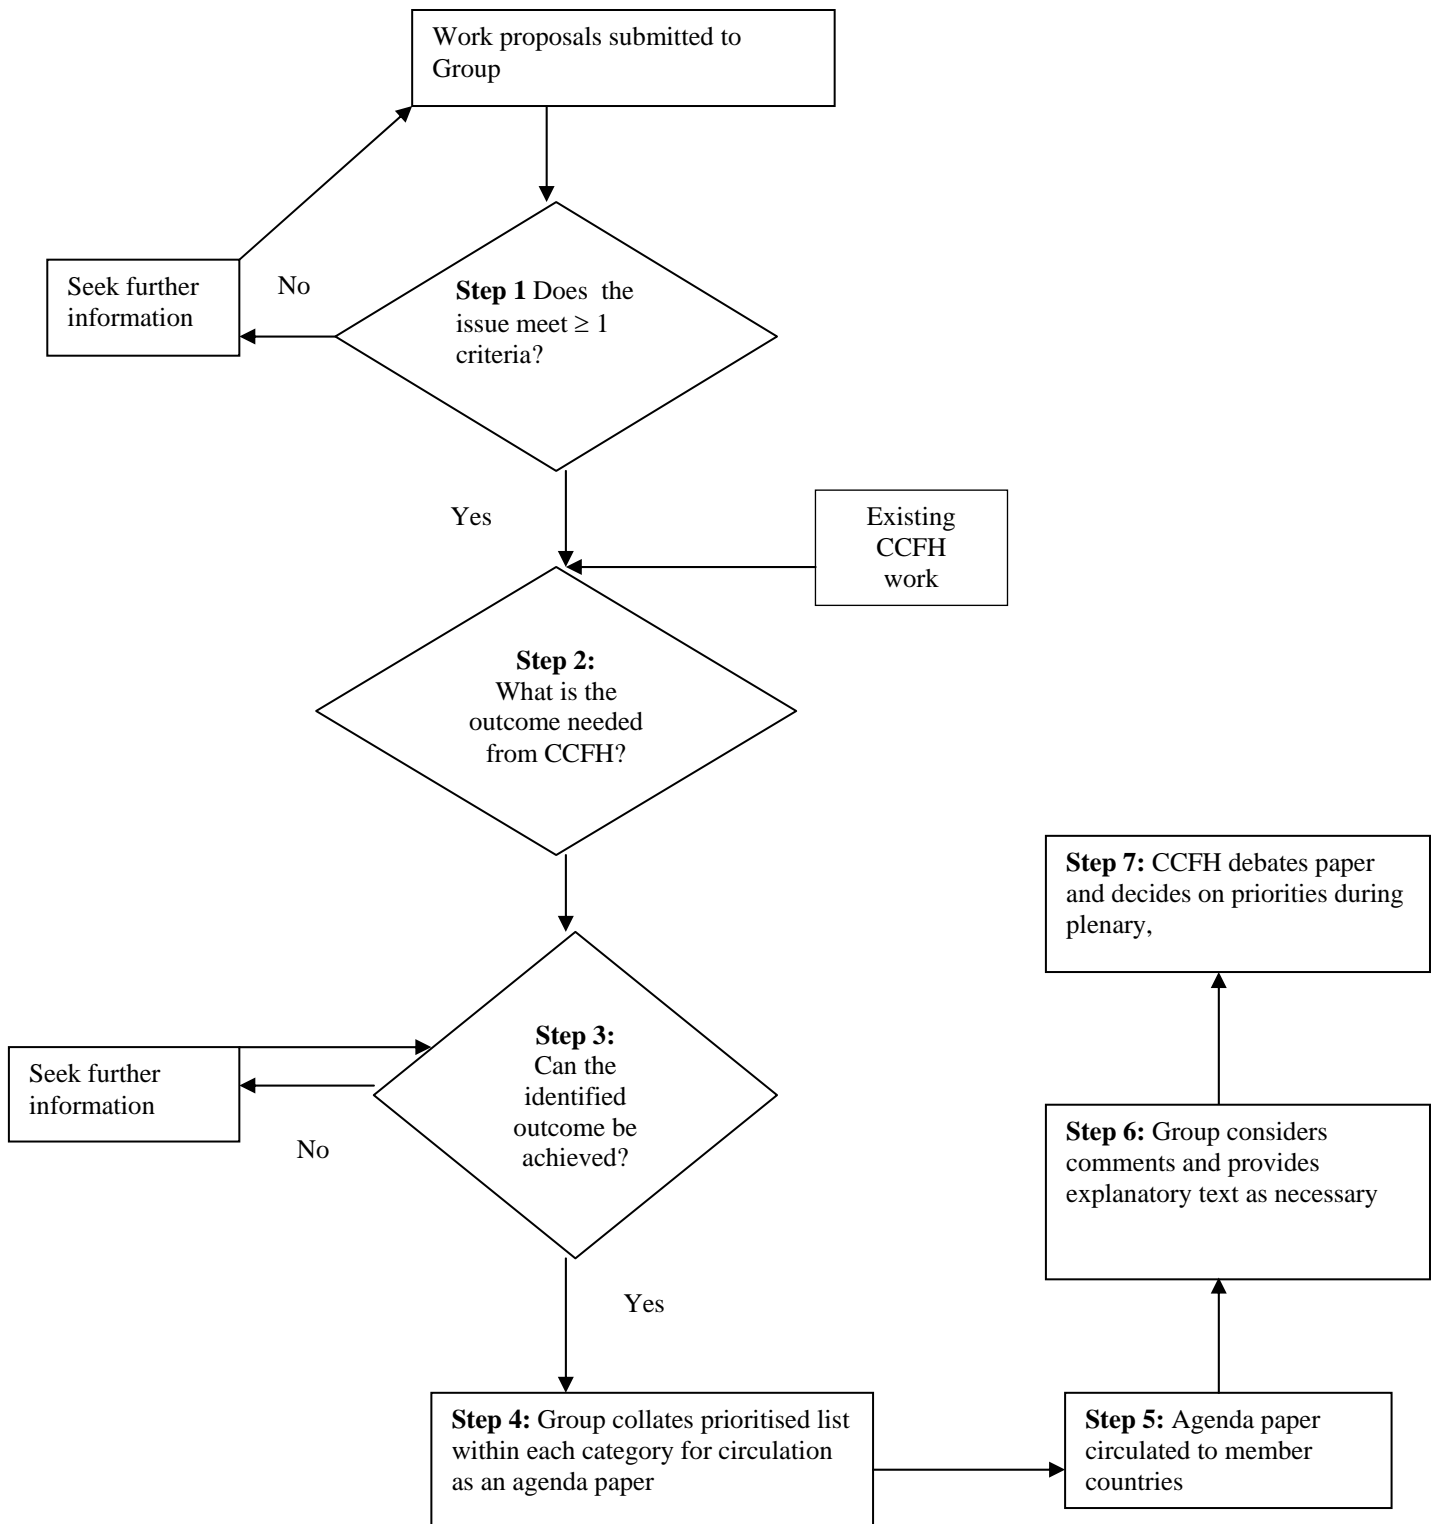 Work proposals submitted to
Group
Seek further
information
No
Step 1 Does  the
issue meet ≥ 1
criteria?
Yes
Existing
CCFH
work
Step 2:
What is the
outcome needed
from CCFH?
Step 3:
Can the
identified
outcome be
achieved?
Seek further
information
No
Yes
Step 4: Group collates prioritised list
within each category for circulation
as an agenda paper
Step 5: Agenda paper
circulated to member
countries
Step 6: Group considers
comments and provides
explanatory text as necessary
Step 7: CCFH debates paper
and decides on priorities during
plenary,